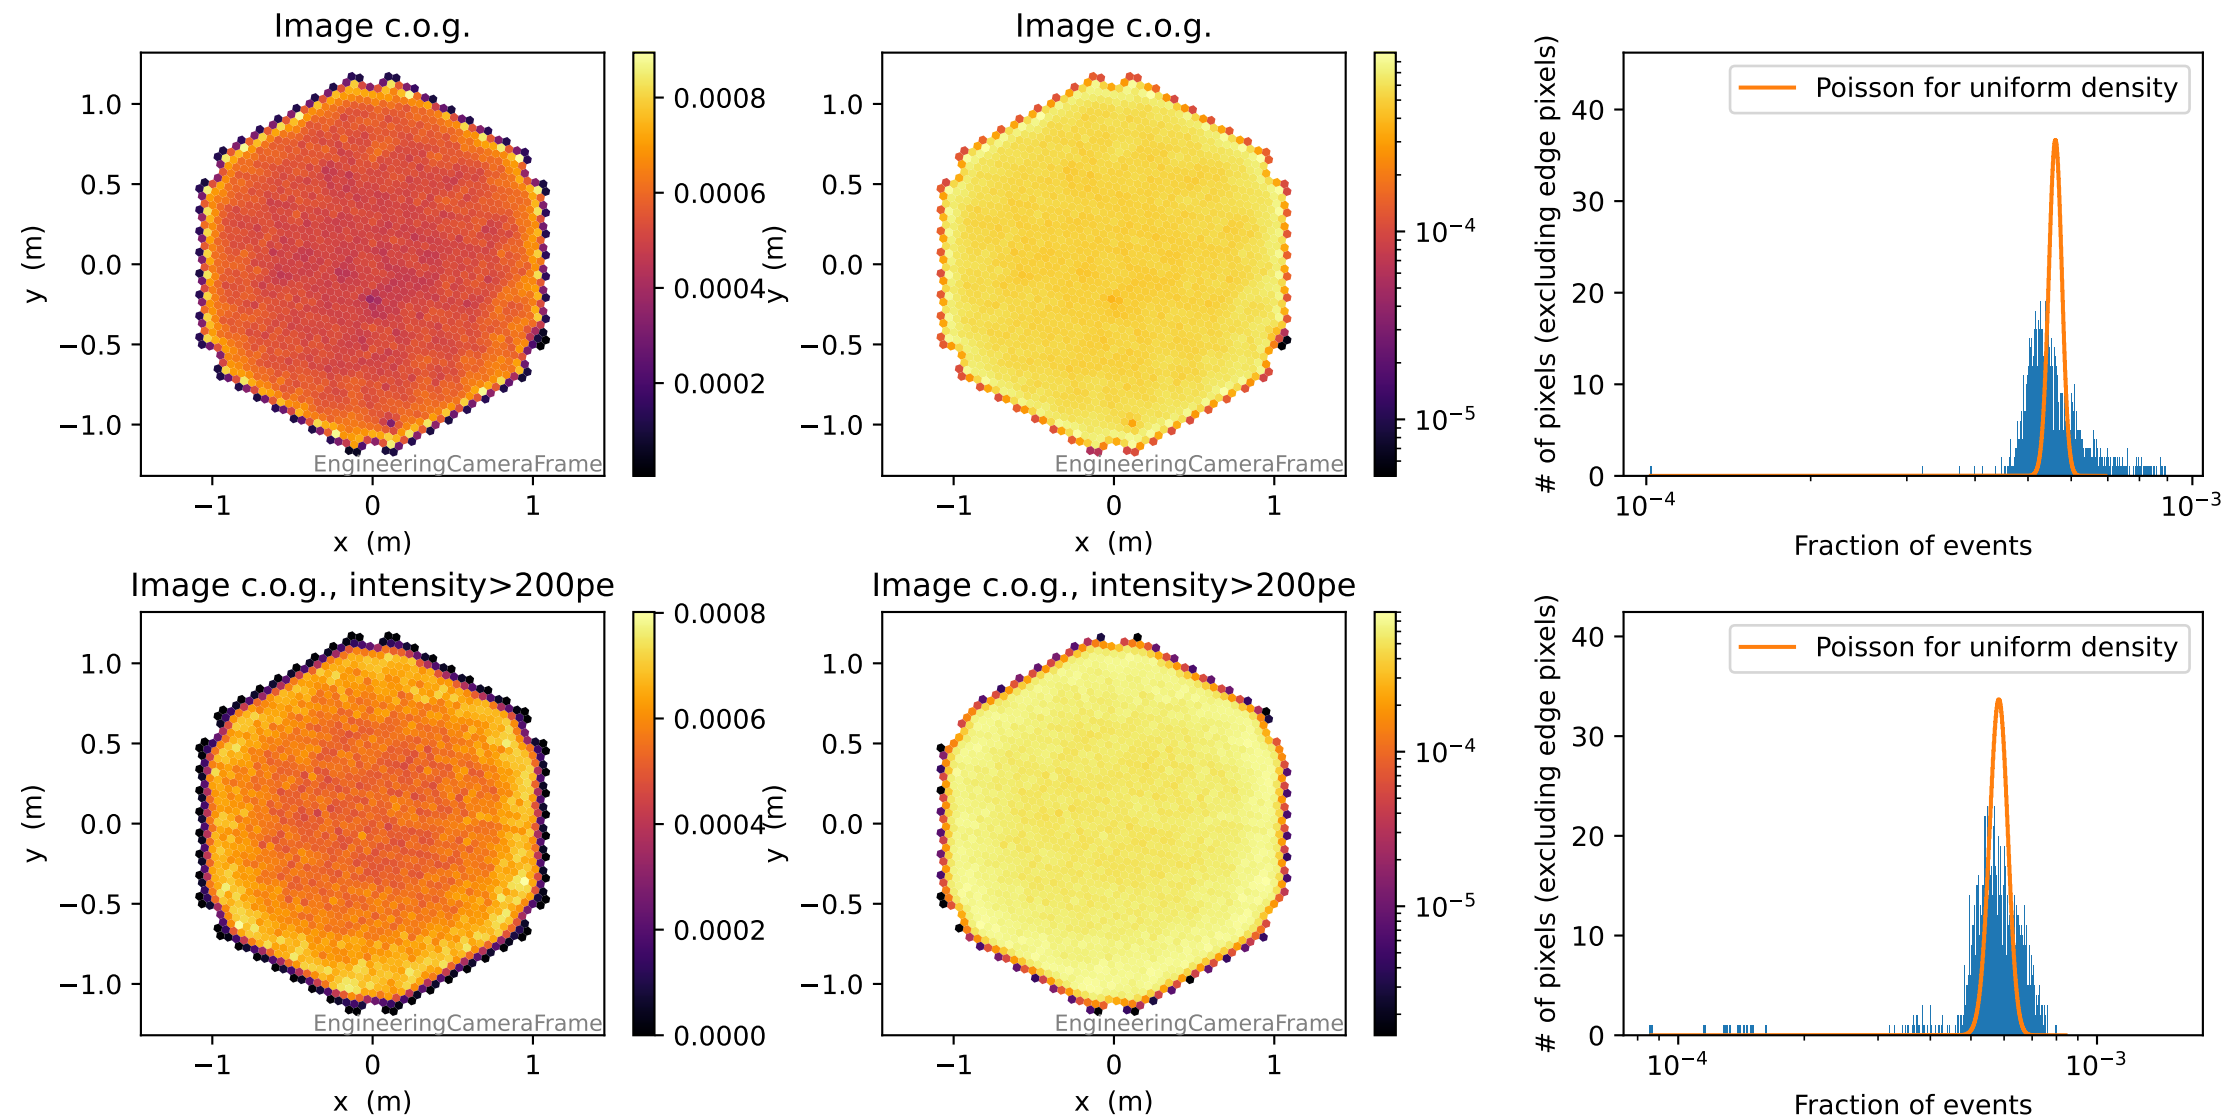 Image c.o.g.
1.0
0.5
0.0
−0.5
−1.0
y (m)
−1 0 1
x (m)
EngineeringCameraFrame
0.0008
0.0006
0.0004
0.0002
Image c.o.g.
1.0
0.5
0.0
−0.5
−1.0
y (m)
−1 0 1
x (m)
EngineeringCameraFrame
10⁻⁴
10⁻⁵
# of pixels (excluding edge pixels)
40
30
20
10
0
Poisson for uniform density
10⁻⁴ 10⁻³
Fraction of events
Image c.o.g., intensity>200pe
1.0
0.5
0.0
−0.5
−1.0
y (m)
−1 0 1
x (m)
EngineeringCameraFrame
0.0008
0.0006
0.0004
0.0002
0.0000
Image c.o.g., intensity>200pe
1.0
0.5
0.0
−0.5
−1.0
y (m)
−1 0 1
x (m)
EngineeringCameraFrame
10⁻⁴
10⁻⁵
# of pixels (excluding edge pixels)
40
30
20
10
0
Poisson for uniform density
10⁻⁴ 10⁻³
Fraction of events